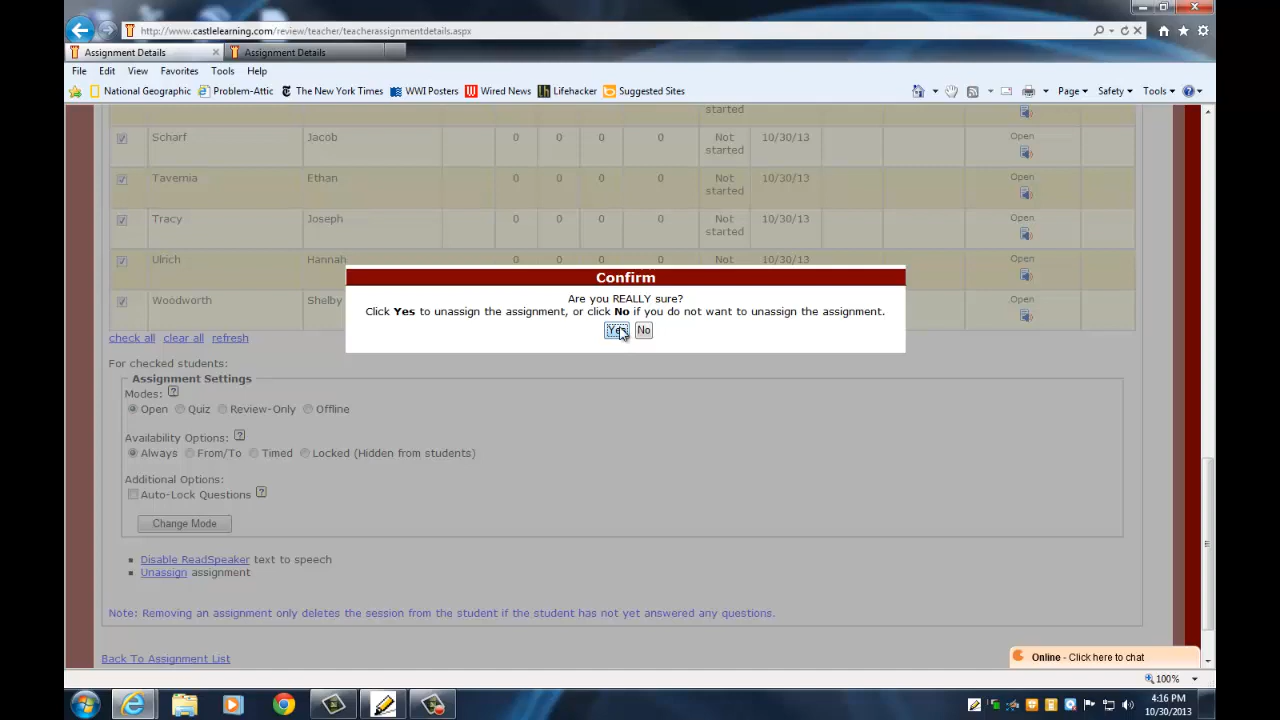 http://www.castlelearning.com/review/teacher/teacherassignmentdetails.aspx
Assignment Details
Assignment Details
File Edit View Favorites Tools Help
National Geographic Problem-Attic The New York Times WWI Posters Wired News Lifehacker Suggested Sites Page Safety Tools
started
Scharf Jacob 0 0 0 0 Not started 10/30/13 Open
Tavernia Ethan 0 0 0 0 Not started 10/30/13 Open
Tracy Joseph 0 0 0 0 Not started 10/30/13 Open
Ulrich Hannah 0 0 0 0 Not 10/30/13 Open
Woodworth Shelby Open
Confirm
Are you REALLY sure?
Click Yes to unassign the assignment, or click No if you do not want to unassign the assignment.
Yes No
check all clear all refresh
For checked students:
Assignment Settings
Modes: ?
Open Quiz Review-Only Offline
Availability Options: ?
Always From/To Timed Locked (Hidden from students)
Additional Options:
Auto-Lock Questions ?
Change Mode
Disable ReadSpeaker text to speech
Unassign assignment
Note: Removing an assignment only deletes the session from the student if the student has not yet answered any questions.
Back To Assignment List
Online - Click here to chat
100%
4:16 PM
10/30/2013